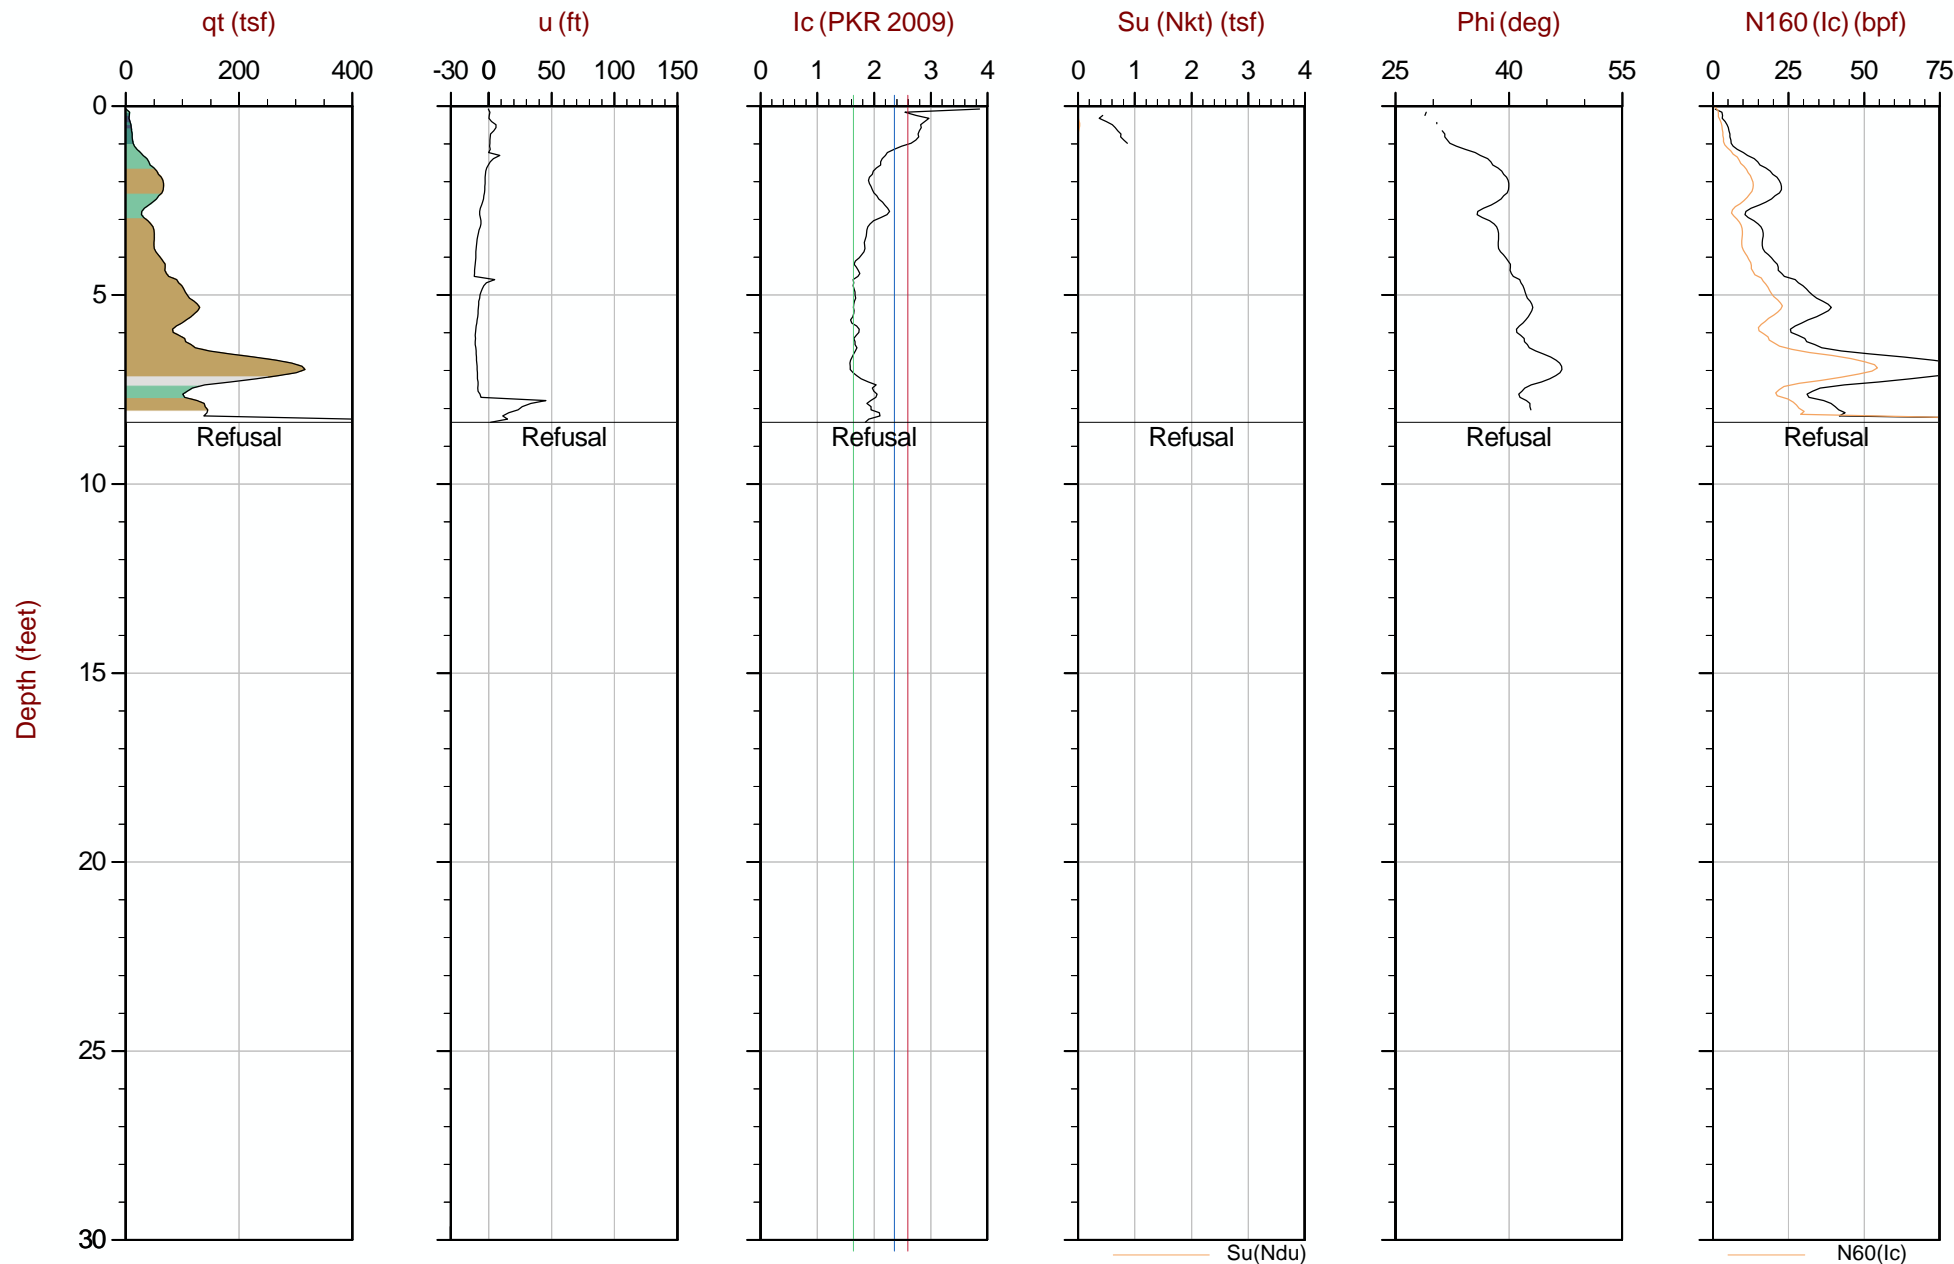 qt (tsf) u (ft) Ic (PKR 2009) Su (Nkt) (tsf) Phi (deg) N160 (Ic) (bpf)
0 200 400 -30 0 50 100 150 0 1 2 3 4 0 1 2 3 4 25 40 55 0 25 50 75
0
5
Refusal Refusal Refusal Refusal Refusal Refusal
10
15
Depth (feet)
20
25
30
Su(Ndu) N60(Ic)